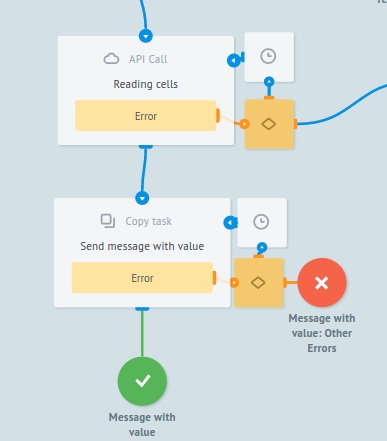 API Call
Reading cells
Error
Copy task
Send message with value
Error
Message with
value: Other
Errors
Message with
value